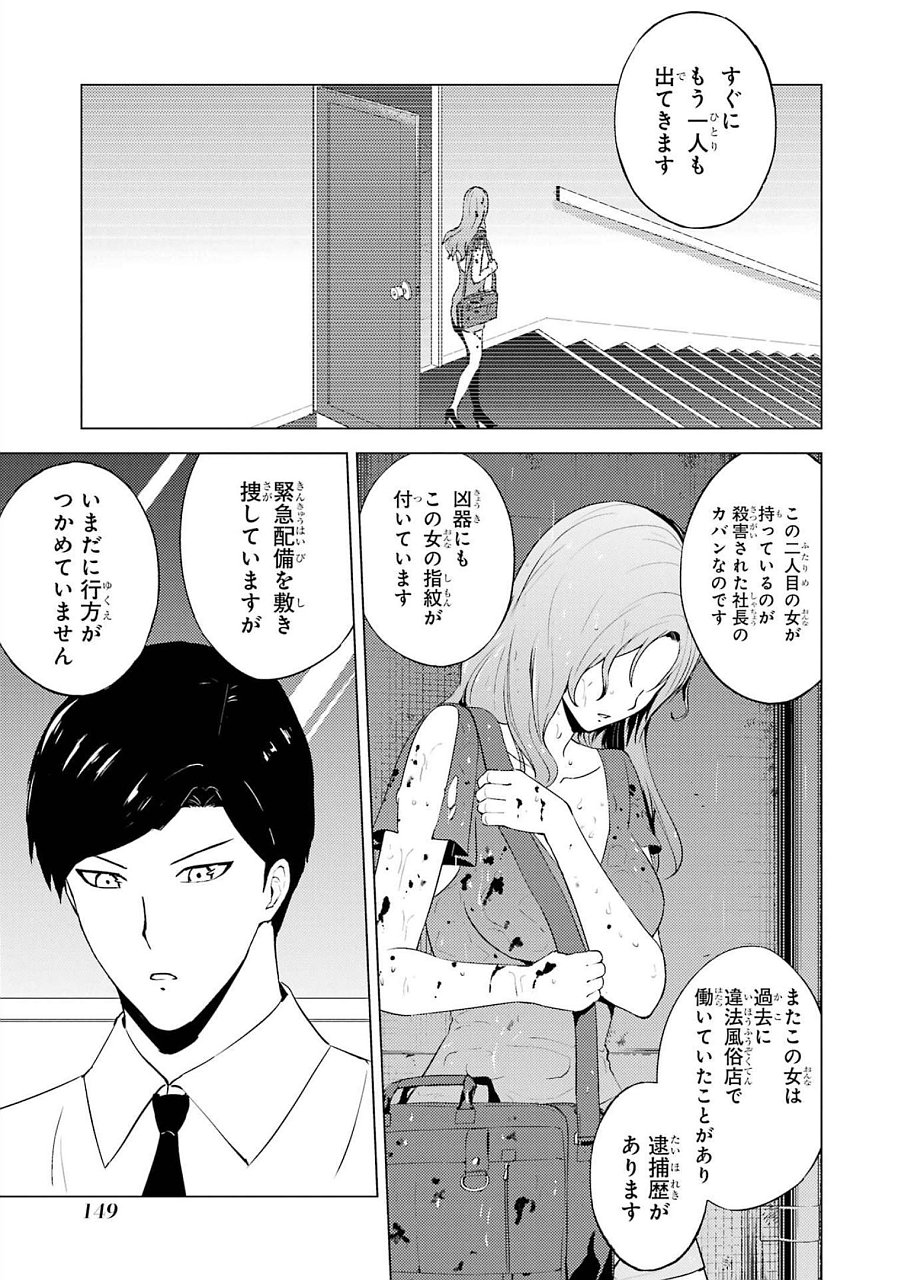 すぐに
もう一人も
出てきます
この二人目の女が
持っているのが
殺害された社長の
カバンなのです
凶器にも
この女の指紋が
付いています
またこの女は
過去に
違法風俗店で
働いていたことがあり
逮捕歴が
あります
緊急配備を敷き
捜していますが
いまだに行方が
つかめていません
149